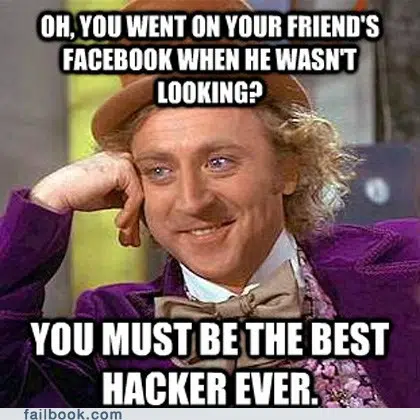 OH, YOU WENT ON YOUR FRIEND'S
FACEBOOK WHEN HE WASN'T
LOOKING?
YOU MUST BE THE BEST
HACKER EVER.
failbook.com